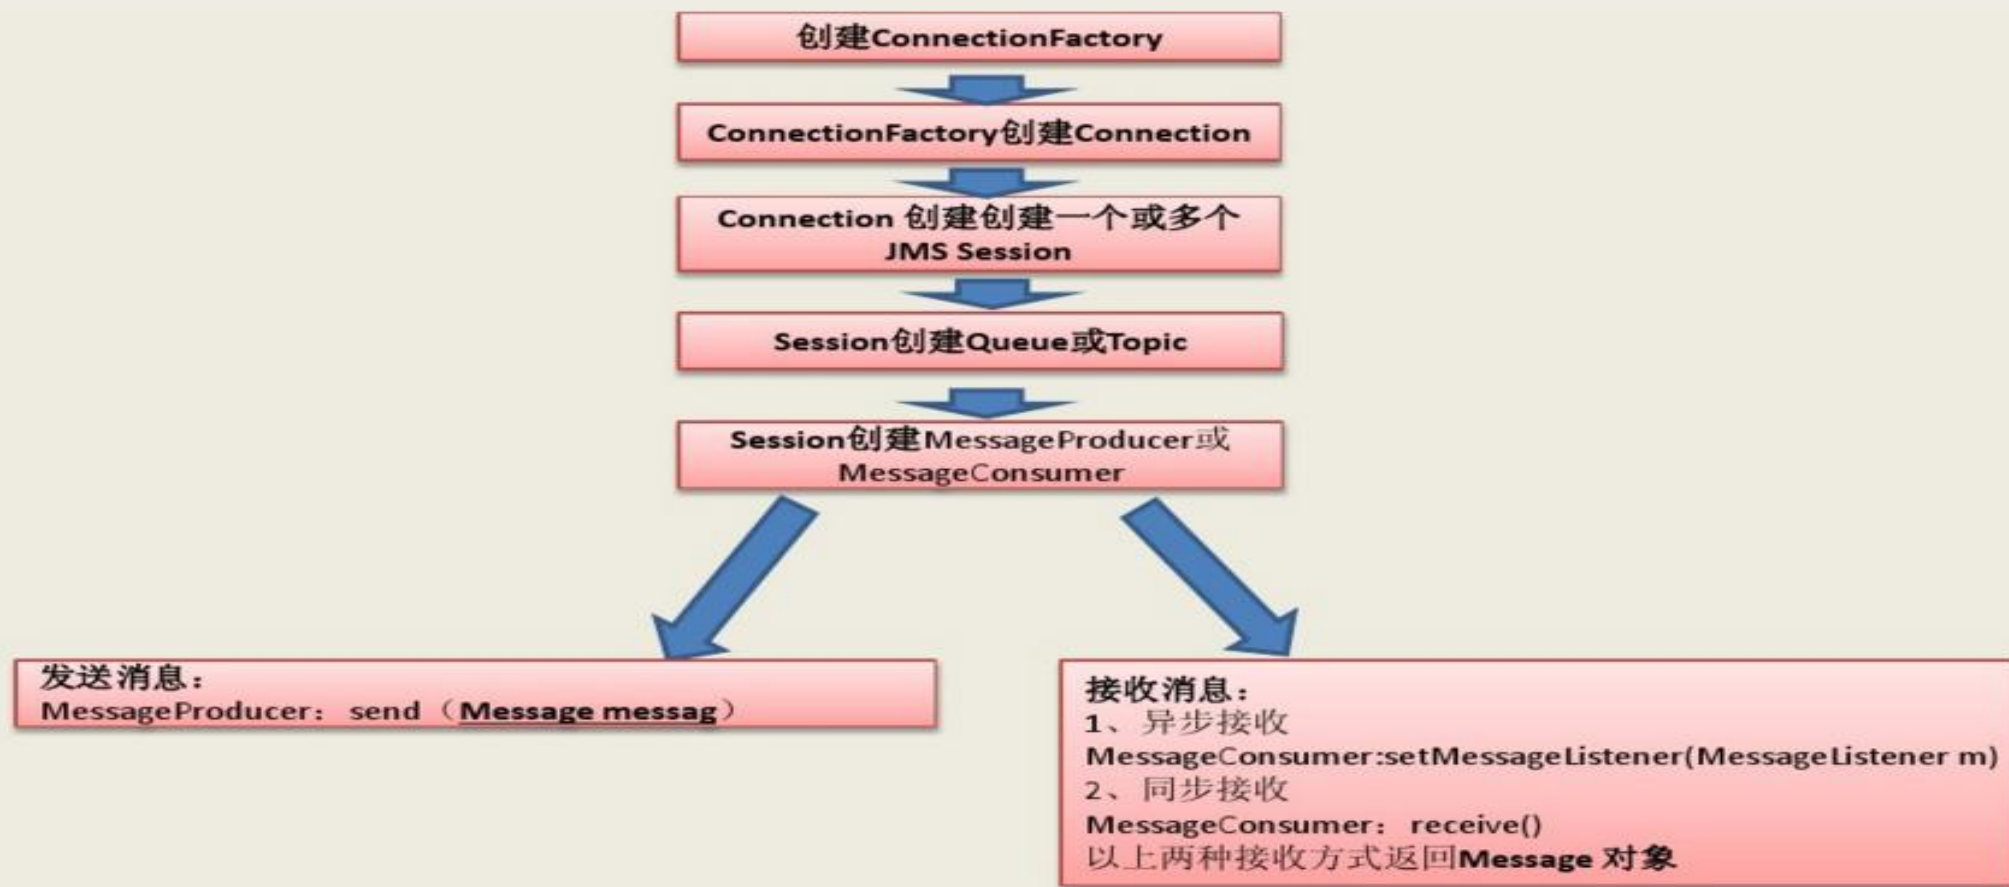 创建ConnectionFactory
ConnectionFactory创建Connection
Connection 创建创建一个或多个
JMS Session
Session创建Queue或Topic
Session创建MessageProducer或
MessageConsumer
发送消息：
MessageProducer：send（Message messag）
接收消息：
1、异步接收
MessageConsumer:setMessageListener(MessageListener m)
2、同步接收
MessageConsumer：receive()
以上两种接收方式返回Message 对象